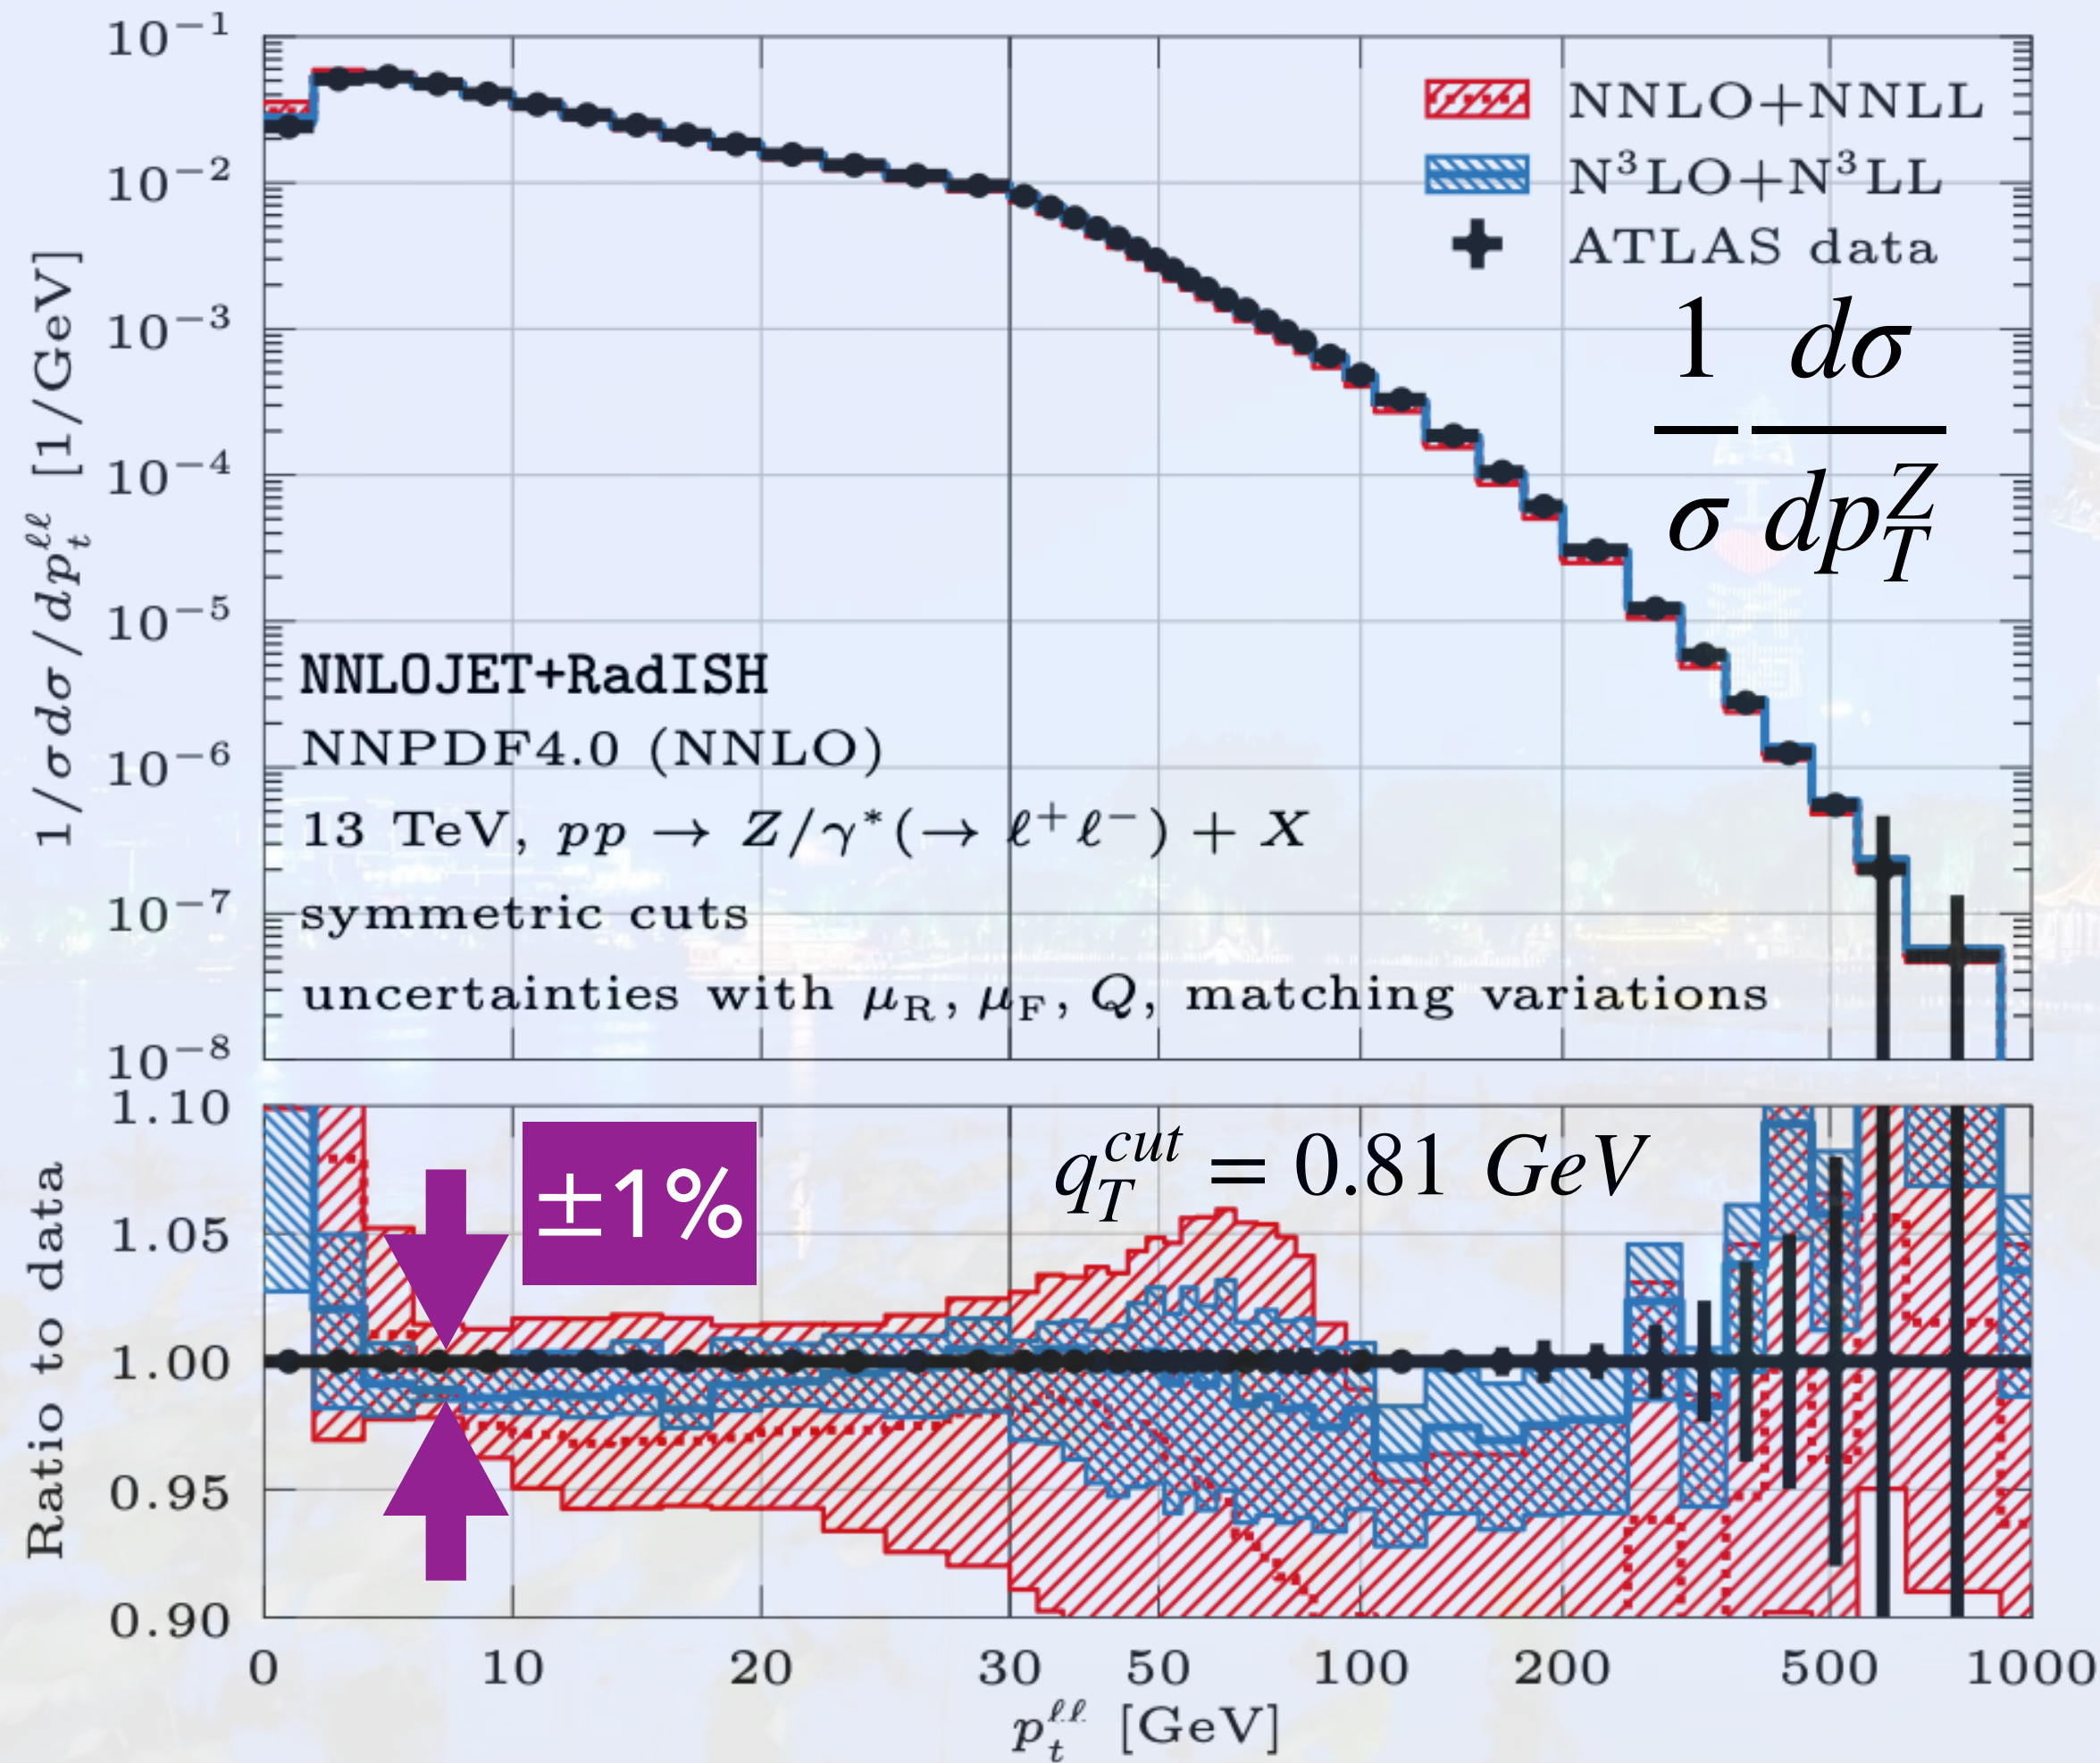 10⁻¹
10⁻²
10⁻³
10⁻⁴
10⁻⁵
10⁻⁶
10⁻⁷
10⁻⁸
1/σ dσ/dp_t^{ℓℓ} [1/GeV]
NNLO+NNLL
N³LO+N³LL
ATLAS data
1/σ dσ/dp_T^Z
NNLOJET+RadISH
NNPDF4.0 (NNLO)
13 TeV, pp → Z/γ*(→ ℓ⁺ℓ⁻) + X
symmetric cuts
uncertainties with μ_R, μ_F, Q, matching variations
1.10
1.05
1.00
0.95
0.90
Ratio to data
±1%
q_T^{cut} = 0.81 GeV
0 10 20 30 50 100 200 500 1000
p_t^{ℓℓ} [GeV]